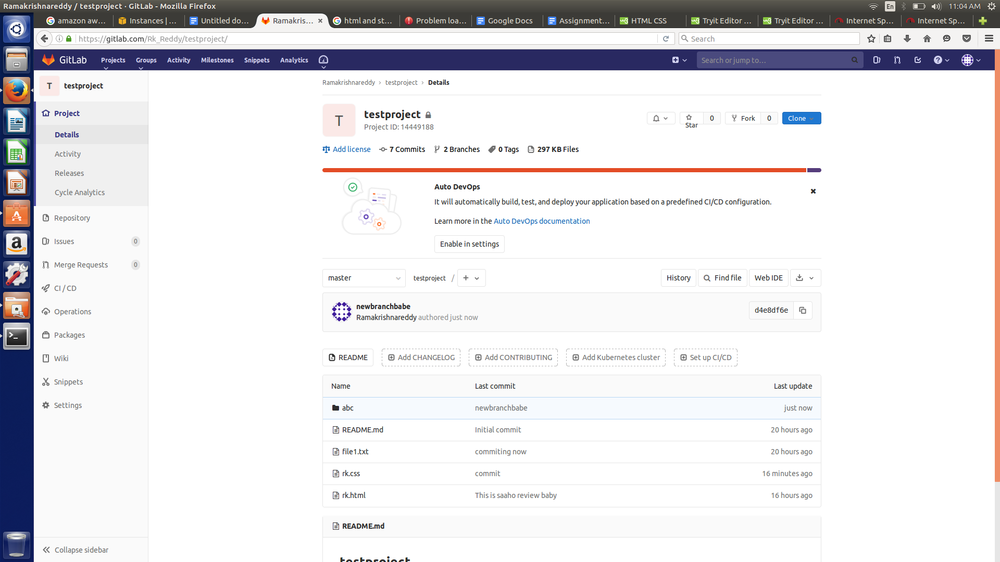 Ramakrishnareddy / testproject · GitLab - Mozilla Firefox
En
11:04 AM
amazon aw...
Instances | ...
Untitled do...
Ramakris...
html and st...
Problem loa...
Google Docs
Assignment...
HTML CSS
Tryit Editor ...
Tryit Editor ...
Internet Sp...
Internet Sp...
https://gitlab.com/Rk_Reddy/testproject/
Search
GitLab
Projects
Groups
Activity
Milestones
Snippets
Analytics
Search or jump to...
T
testproject
Project
Details
Activity
Releases
Cycle Analytics
Repository
Issues
0
Merge Requests
0
CI / CD
Operations
Packages
Wiki
Snippets
Settings
Collapse sidebar
Ramakrishnareddy › testproject › Details
T
testproject
Project ID: 14449188
Star
0
Fork
0
Clone
Add license
7 Commits
2 Branches
0 Tags
297 KB Files
Auto DevOps
It will automatically build, test, and deploy your application based on a predefined CI/CD configuration.
Learn more in the Auto DevOps documentation
Enable in settings
master
testproject /
+
History
Find file
Web IDE
newbranchbabe
Ramakrishnareddy authored just now
d4e8df6e
README
Add CHANGELOG
Add CONTRIBUTING
Add Kubernetes cluster
Set up CI/CD
Name Last commit Last update
abc newbranchbabe just now
README.md Initial commit 20 hours ago
file1.txt commiting now 20 hours ago
rk.css commit 16 minutes ago
rk.html This is saaho review baby 16 hours ago
README.md
testproject